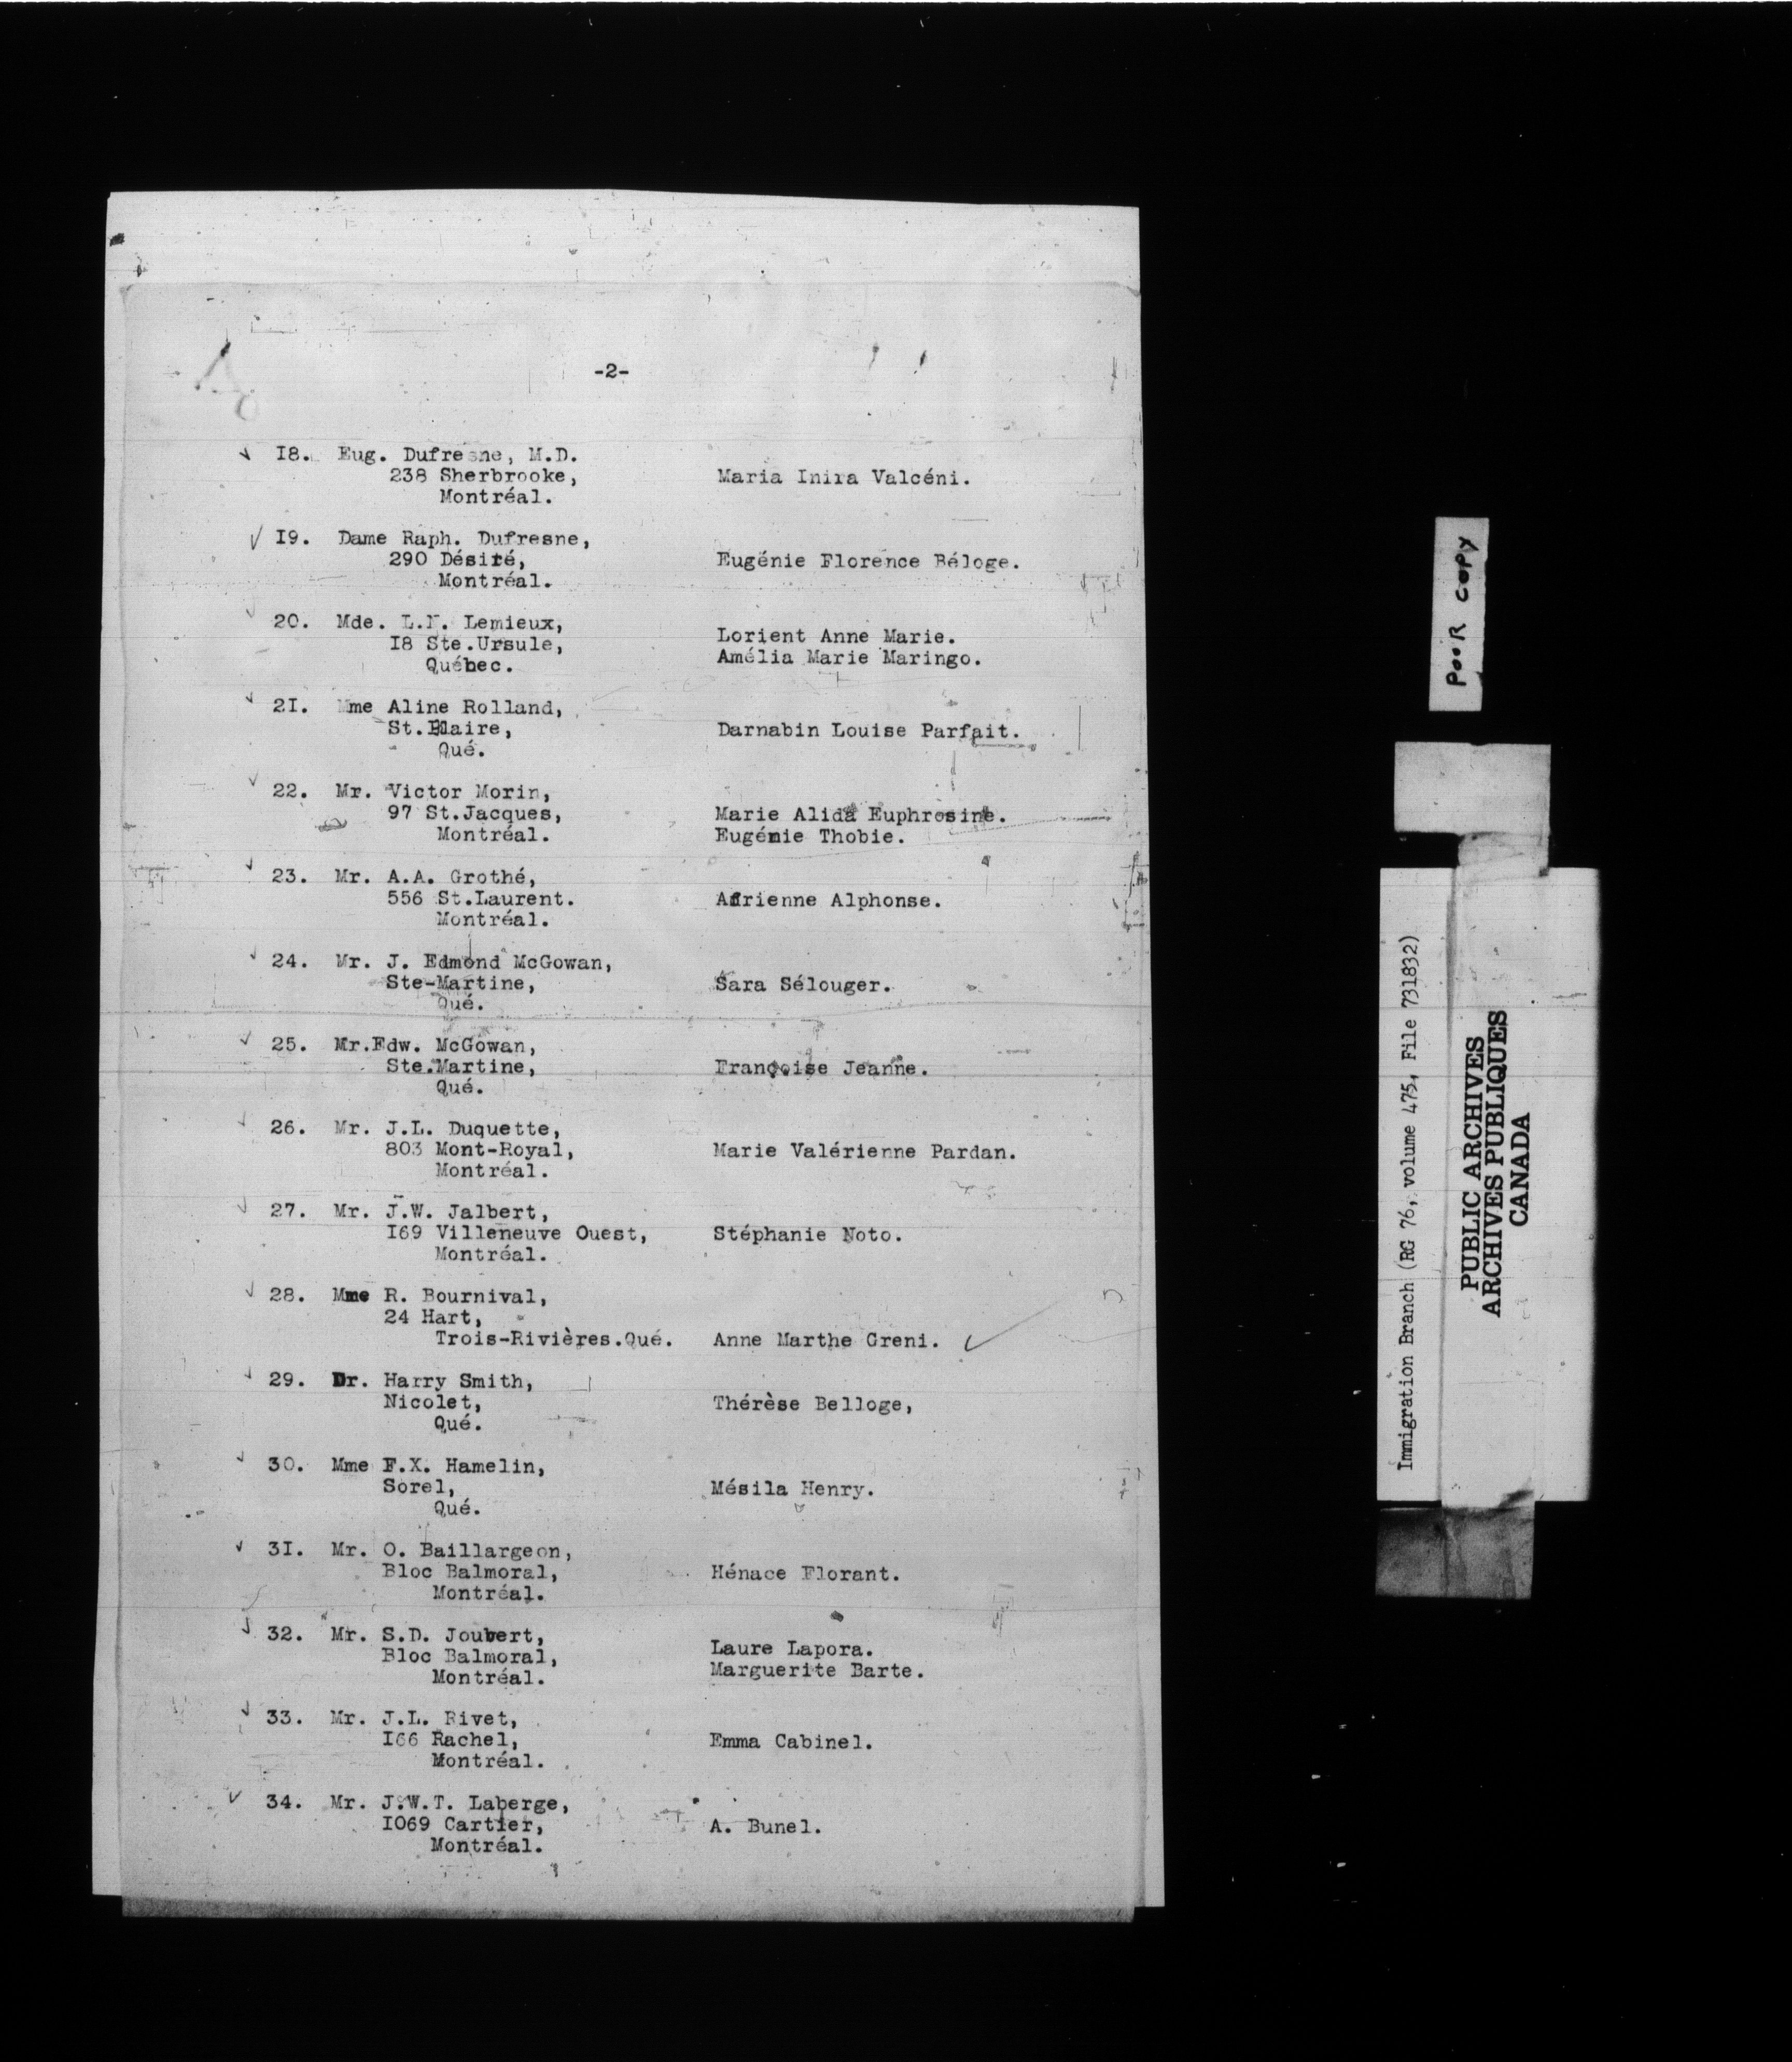 -2-
I8. Eug. Dufresne, M.D.
238 Sherbrooke,
Montréal.
Maria Inira Valcéni.
I9. Dame Raph. Dufresne,
290 Désiré,
Montréal.
Eugénie Florence Béloge.
20. Mde. L.N. Lemieux,
I8 Ste.Ursule,
Québec.
Lorient Anne Marie.
Amélia Marie Maringo.
2I. Mme Aline Rolland,
St.Hlaire,
Qué.
Darnabin Louise Parfait.
22. Mr. Victor Morin,
97 St.Jacques,
Montréal.
Marie Alida Euphrosine.
Eugénie Thobie.
23. Mr. A.A. Grothé,
556 St.Laurent.
Montréal.
Adrienne Alphonse.
24. Mr. J. Edmond McGowan,
Ste-Martine,
Qué.
Sara Sélouger.
25. Mr.Edw. McGowan,
Ste.Martine,
Qué.
Françoise Jeanne.
26. Mr. J.L. Duquette,
803 Mont-Royal,
Montréal.
Marie Valérienne Pardan.
27. Mr. J.W. Jalbert,
I69 Villeneuve Ouest,
Montréal.
Stéphanie Noto.
28. Mme R. Bournival,
24 Hart,
Trois-Rivières.Qué.
Anne Marthe Greni.
29. Dr. Harry Smith,
Nicolet,
Qué.
Thérèse Belloge,
30. Mme F.X. Hamelin,
Sorel,
Qué.
Mésila Henry.
3I. Mr. O. Baillargeon,
Bloc Balmoral,
Montréal.
Hénace Florant.
32. Mr. S.D. Joubert,
Bloc Balmoral,
Montréal.
Laure Lapora.
Marguerite Barte.
33. Mr. J.L. Rivet,
I66 Rachel,
Montréal.
Emma Cabinel.
34. Mr. J.W.T. Laberge,
I069 Cartier,
Montréal.
A. Bunel.
POOR COPY
Immigration Branch (RG 76, volume 475, File 731832)
PUBLIC ARCHIVES
ARCHIVES PUBLIQUES
CANADA